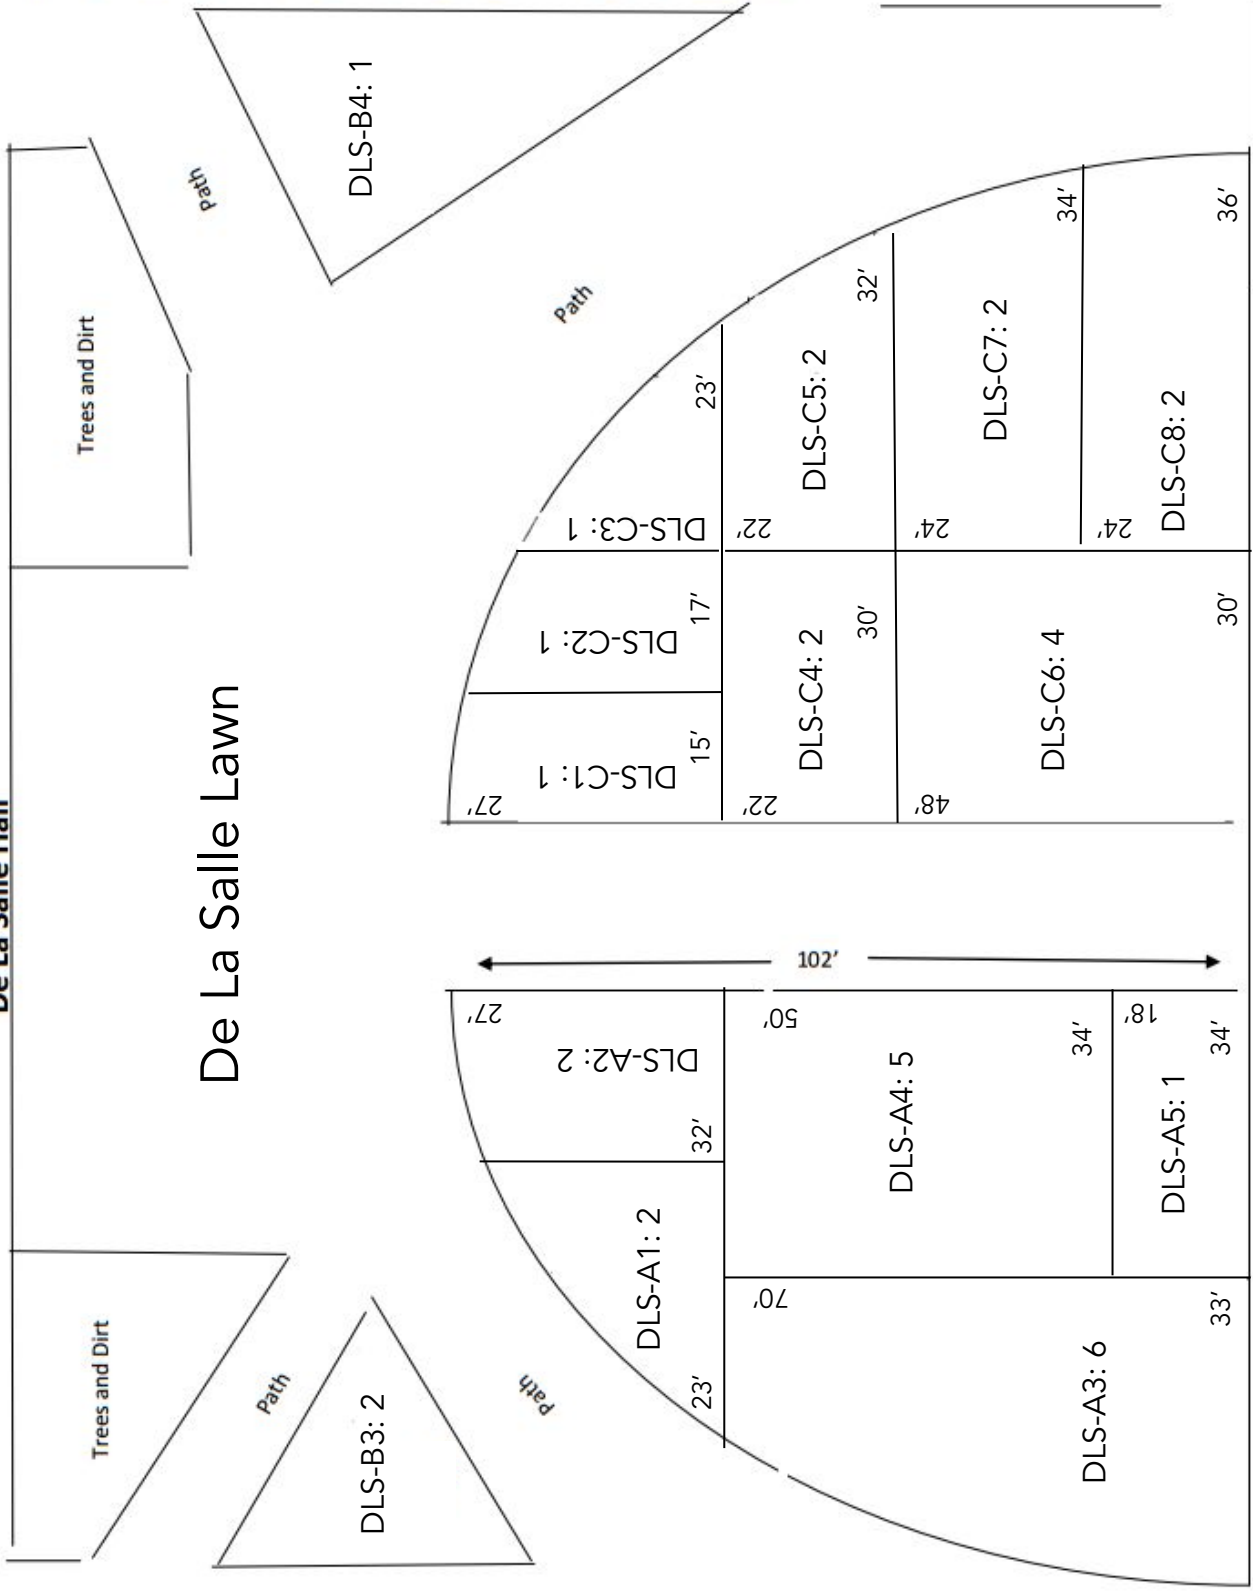 De La Salle Hall
Trees and Dirt
Trees and Dirt
De La Salle Lawn
Path
Path
DLS-B3: 2
DLS-B4: 1
Path
Path
DLS-A1: 2
23'
DLS-A2: 2
27'
32'
DLS-A3: 6
70'
33'
DLS-A4: 5
50'
34'
DLS-A5: 1
18'
34'
102'
DLS-C1: 1
27'
15'
DLS-C2: 1
17'
DLS-C3: 1
23'
DLS-C4: 2
22'
30'
DLS-C5: 2
22'
32'
DLS-C6: 4
48'
30'
DLS-C7: 2
24'
34'
DLS-C8: 2
24'
36'